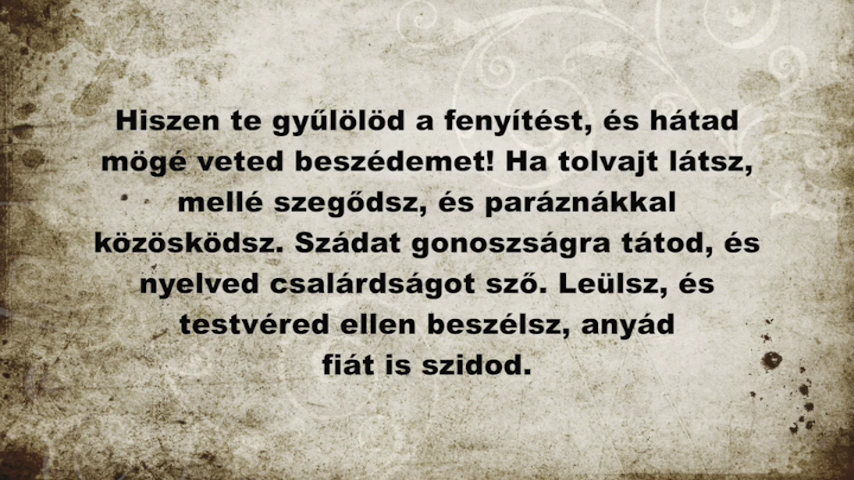 Hiszen te gyűlölöd a fenyítést, és hátad
mögé veted beszédemet! Ha tolvajt látsz,
mellé szegődsz, és paráznákkal
közösködsz. Szádat gonoszságra tátod, és
nyelved csalárdságot sző. Leülsz, és
testvéred ellen beszélsz, anyád
fiát is szidod.